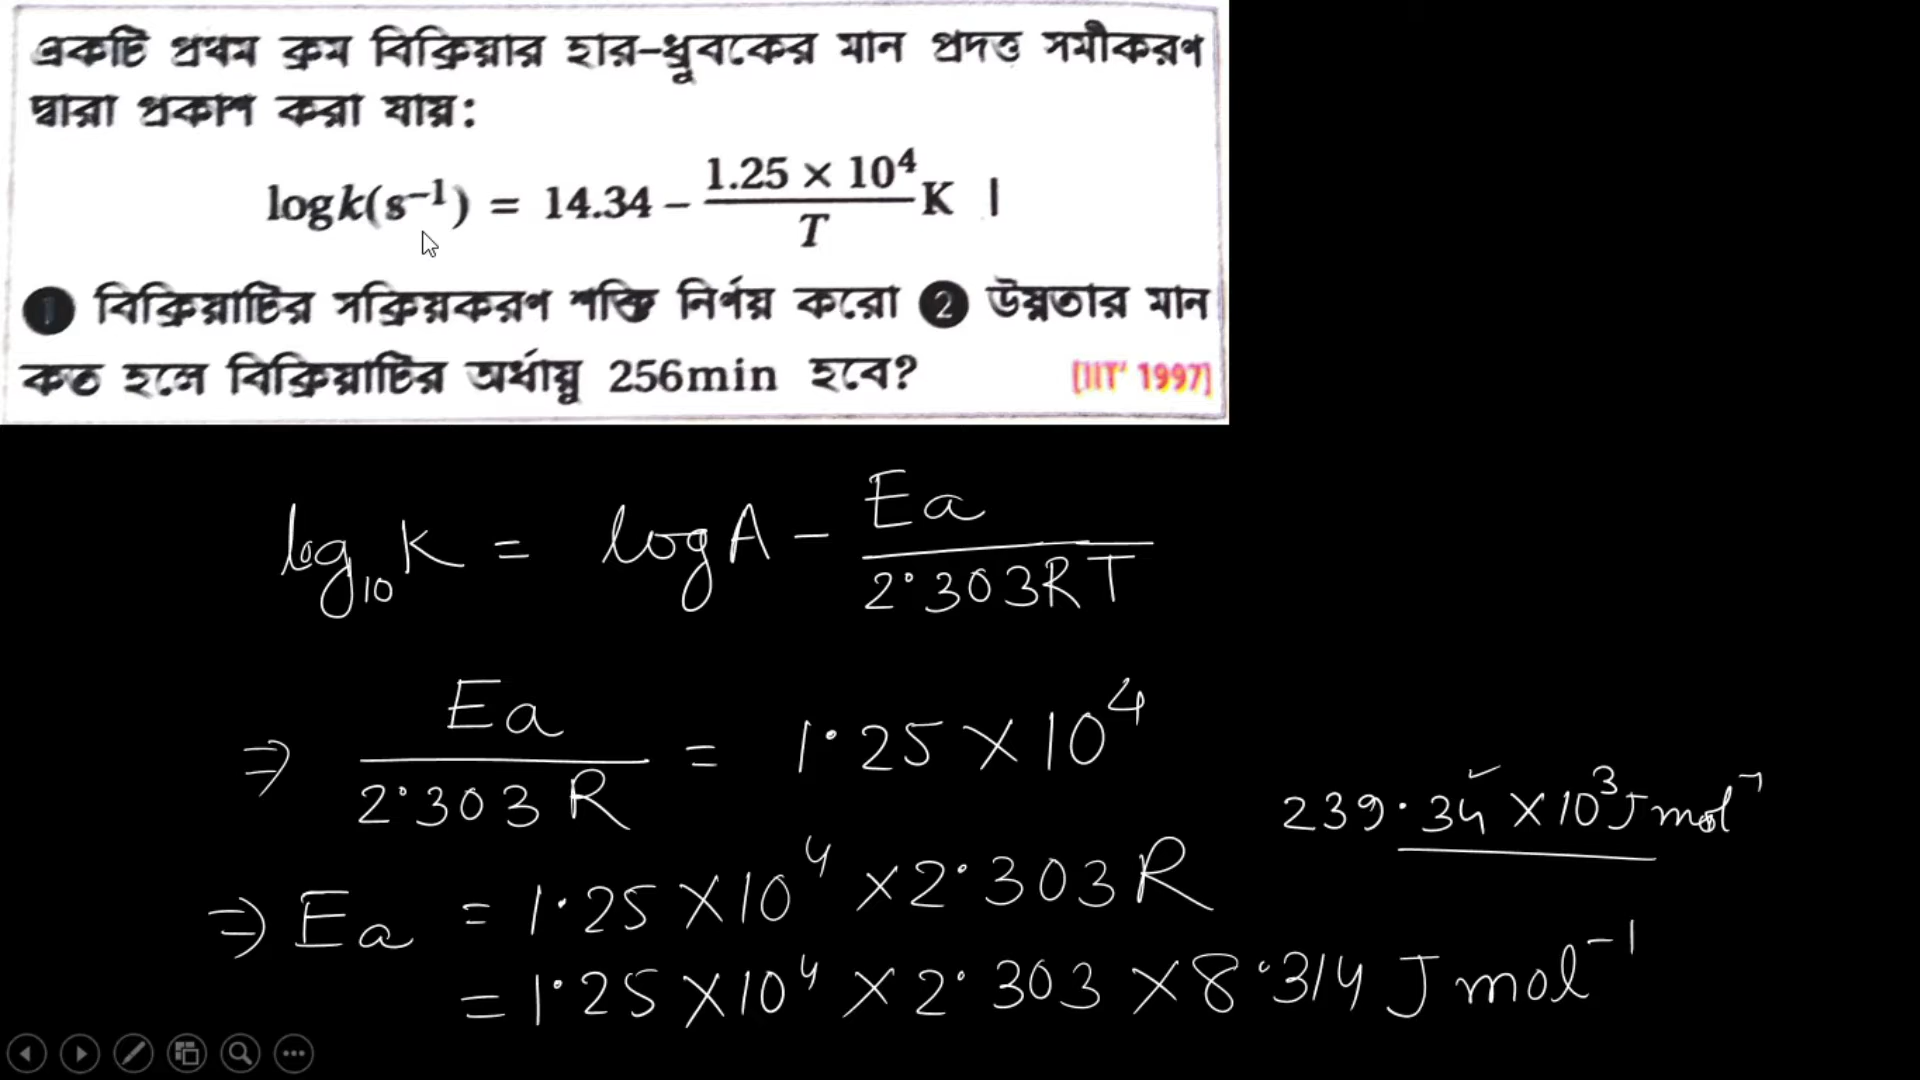 একটি প্রথম ক্রম বিক্রিয়ার হার-ধ্রুবকের মান প্রদত্ত সমীকরণ
দ্বারা প্রকাশ করা যায়:
logk(s⁻¹) = 14.34 – 1.25 × 10⁴/T K ।
❶ বিক্রিয়াটির সক্রিয়করণ শক্তি নির্ণয় করো ❷ উষ্ণতার মান
কত হলে বিক্রিয়াটির অর্ধায়ু 256min হবে? [IIT' 1997]
log₁₀K = logA – Ea/2.303RT
⇒ Ea/2.303R = 1.25 × 10⁴
239.34 × 10³ J mol⁻¹
⇒ Ea = 1.25 × 10⁴ × 2.303R
= 1.25 × 10⁴ × 2.303 × 8.314 J mol⁻¹